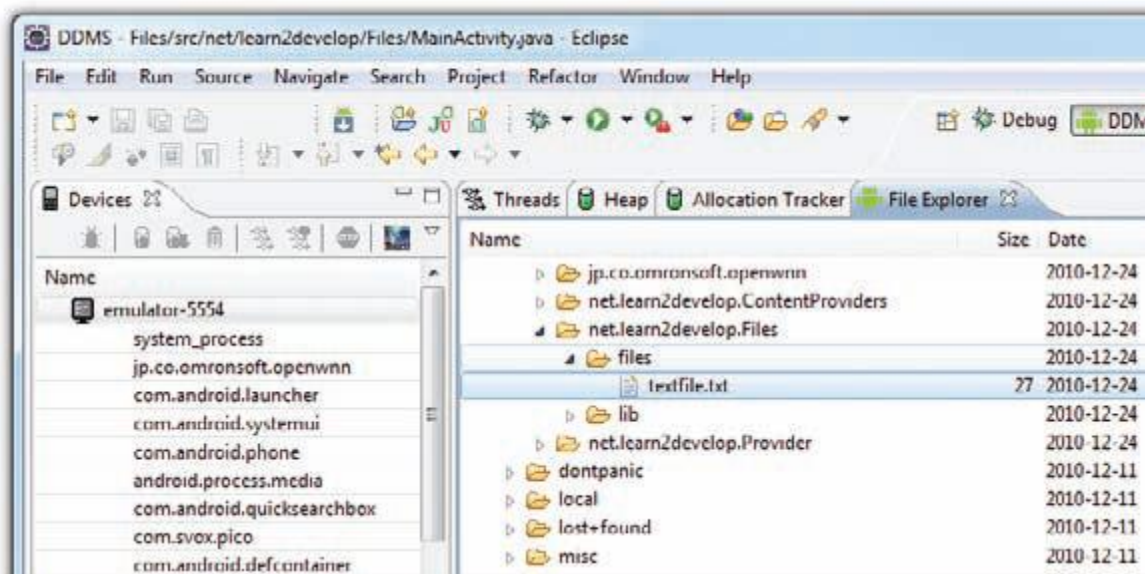 DDMS - Files/src/net/learn2develop/Files/MainActivity.java - Eclipse
File Edit Run Source Navigate Search Project Refactor Window Help
Debug DDM
Devices
Threads Heap Allocation Tracker File Explorer
Name Size Date
Name
emulator-5554
system_process
jp.co.omronsoft.openwnn
com.android.launcher
com.android.systemui
com.android.phone
android.process.media
com.android.quicksearchbox
com.svox.pico
com.android.defcontainer
jp.co.omronsoft.openwnn 2010-12-24
net.learn2develop.ContentProviders 2010-12-24
net.learn2develop.Files 2010-12-24
files 2010-12-24
textfile.txt 27 2010-12-24
lib 2010-12-24
net.learn2develop.Provider 2010-12-24
dontpanic 2010-12-11
local 2010-12-11
lost+found 2010-12-11
misc 2010-12-11